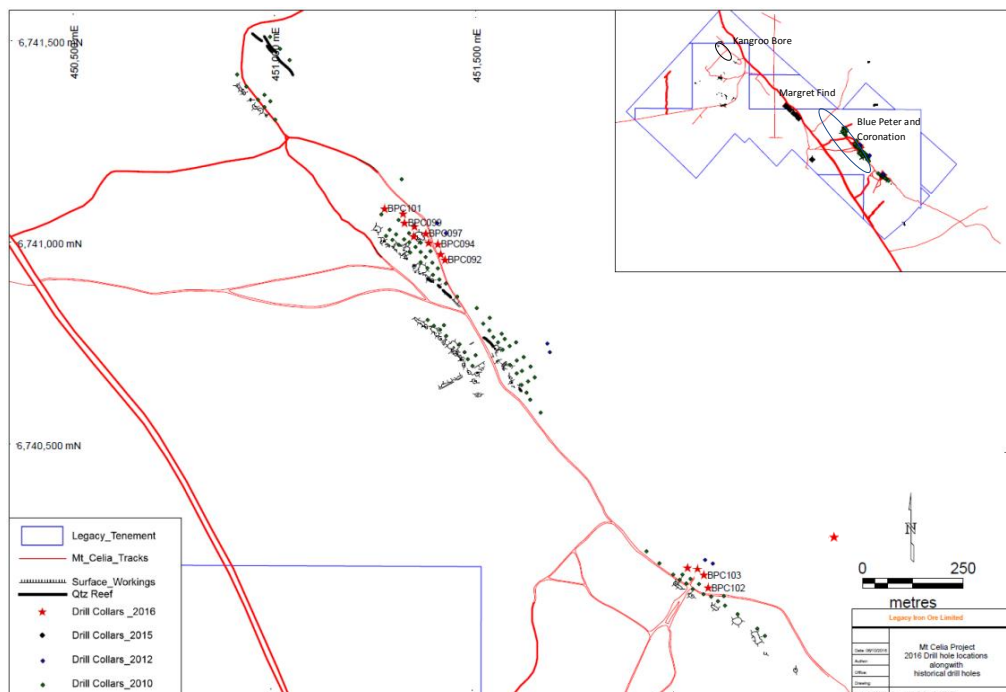 6,741,500 mN
450,500 mE
451,000 mE
451,500 mE
Kangroo Bore
Margret Find
Blue Peter and
Coronation
BPC101
BPC099
BPC097
6,741,000 mN
BPC094
BPC092
6,740,500 mN
Legacy_Tenement
Mt_Celia_Tracks
Surface_Workings
Qtz Reef
Drill Collars_2016
Drill Collars_2015
Drill Collars_2012
Drill Collars_2010
BPC103
BPC102
N
0 250
metres
Legacy Iron Ore Limited
Author:
Office:
Drawing:
Mt Celia Project
2016 Drill hole locations
alongwith
historical drill holes